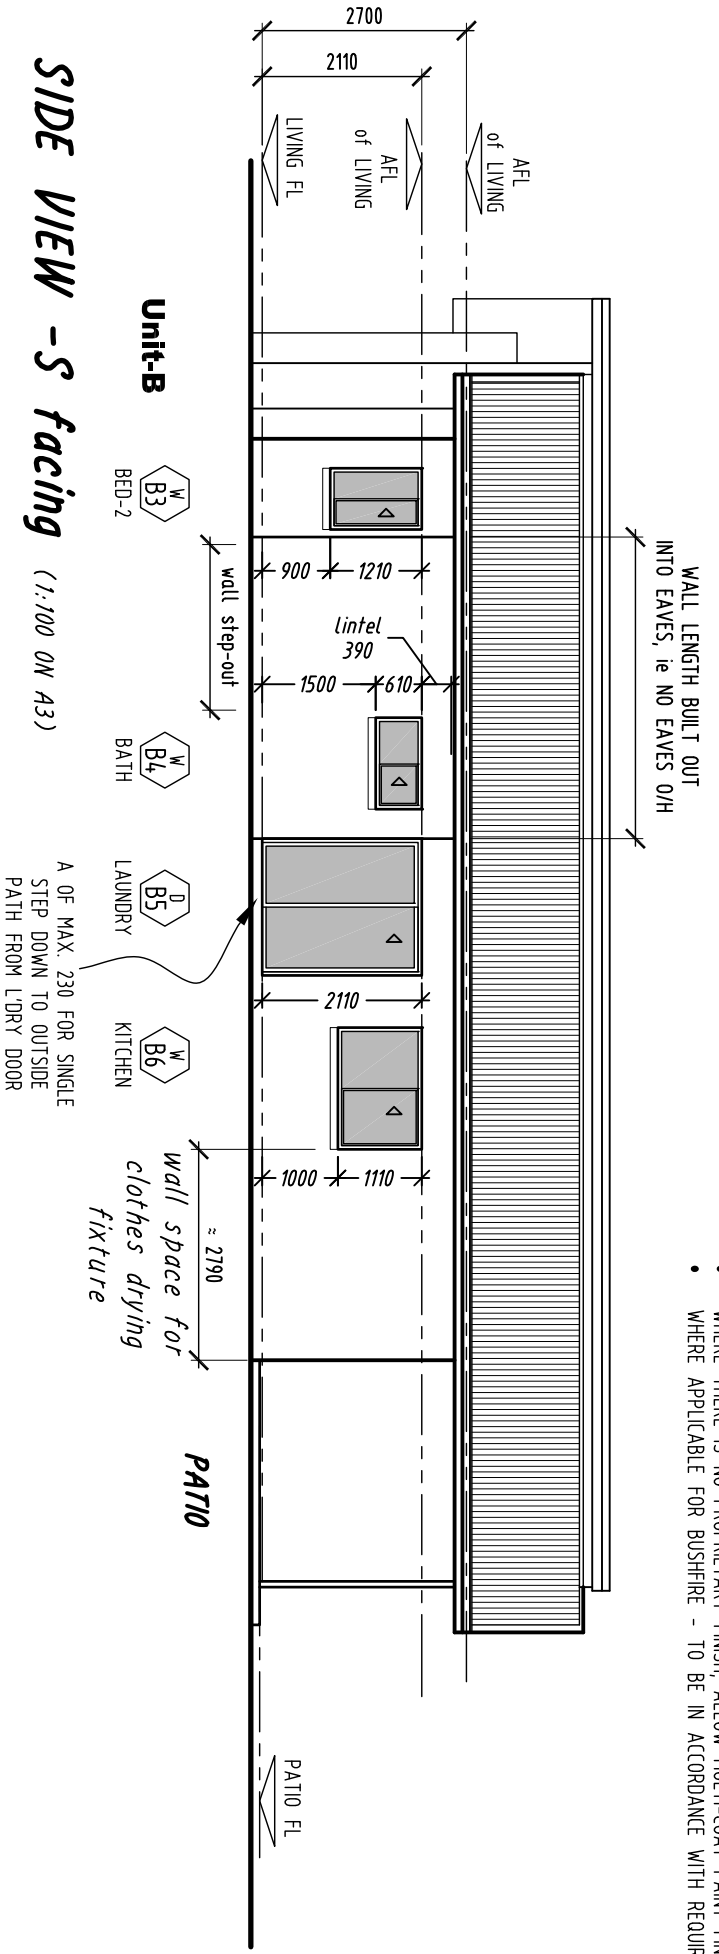 WHERE APPLICABLE FOR BUSHFIRE - TO BE IN ACCORDANCE WITH
WALL LENGTH BUILT OUT
INTO EAVES, ie NO EAVES O/H
2700
2110
AFL
of LIVING
AFL
of LIVING
LIVING FL
lintel
390
900
1210
1500
610
2110
1000
1110
wall step-out
≈ 2790
PATIO FL
wall space for
clothes drying
fixture
PATIO
Unit-B
W
B3
BED-2
W
B4
BATH
D
B5
LAUNDRY
W
B6
KITCHEN
A OF MAX. 230 FOR SINGLE
STEP DOWN TO OUTSIDE
PATH FROM L'DRY DOOR
SIDE VIEW -S facing (1:100 ON A3)